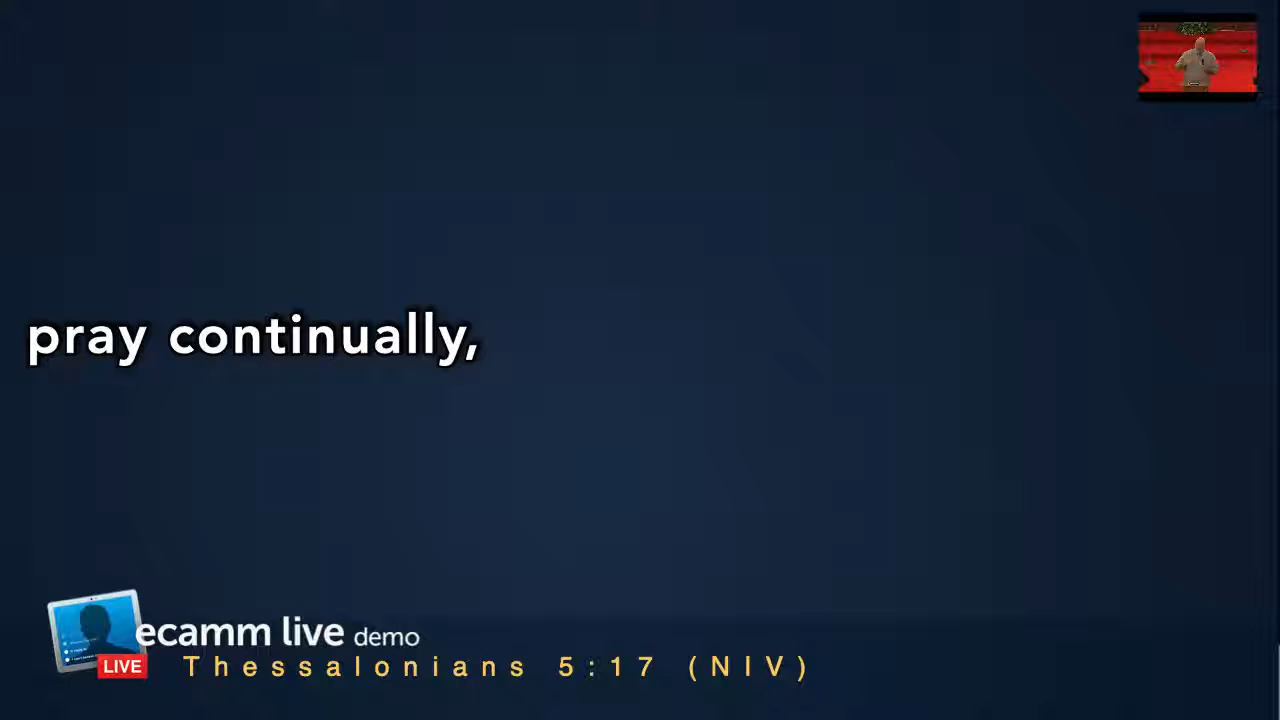 pray continually,
ecamm live demo
LIVE
Thessalonians 5:17 (NIV)